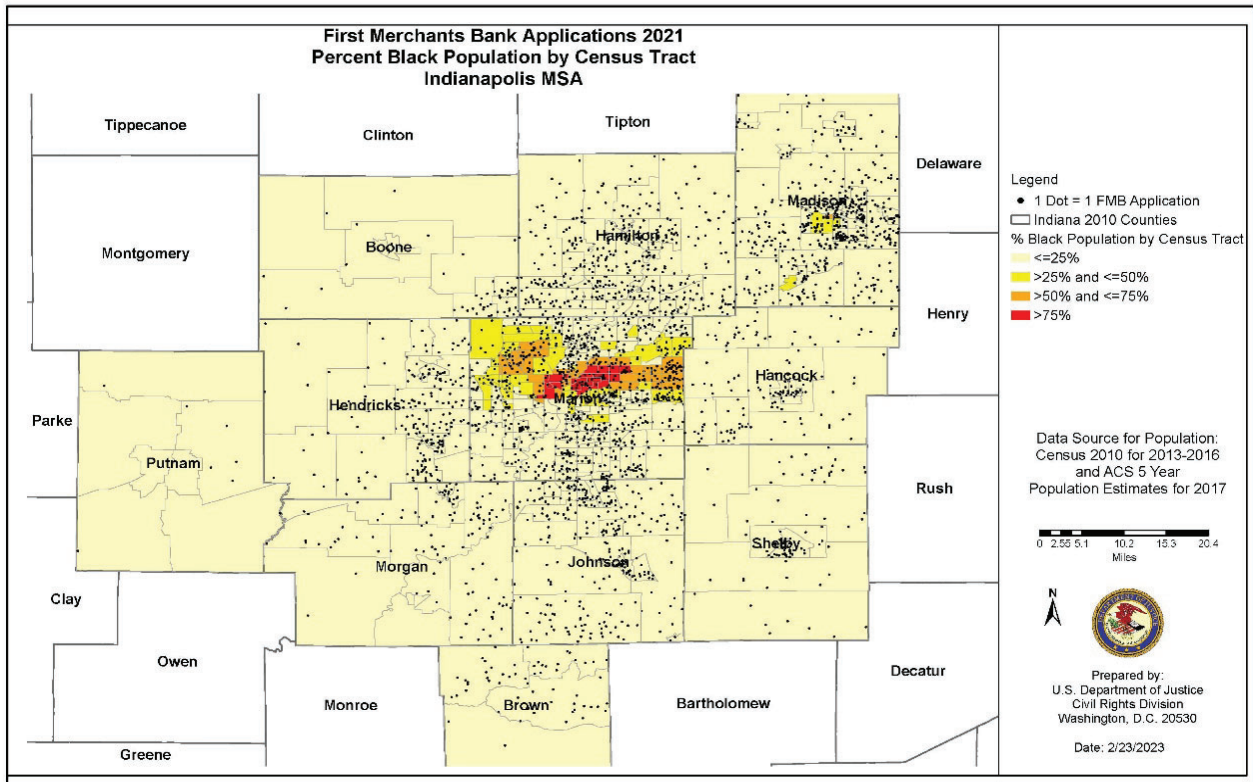 First Merchants Bank Applications 2021
Percent Black Population by Census Tract
Indianapolis MSA
Tippecanoe
Clinton
Tipton
Delaware
Madison
Montgomery
Boone
Hamilton
Henry
Hancock
Marion
Hendricks
Parke
Putnam
Rush
Shelby
Morgan
Johnson
Clay
Owen
Decatur
Monroe
Brown
Bartholomew
Greene
Legend
1 Dot = 1 FMB Application
Indiana 2010 Counties
% Black Population by Census Tract
<=25%
>25% and <=50%
>50% and <=75%
>75%
Data Source for Population:
Census 2010 for 2013-2016
and ACS 5 Year
Population Estimates for 2017
0 2.55 5.1 10.2 15.3 20.4
Miles
N
Prepared by:
U.S. Department of Justice
Civil Rights Division
Washington, D.C. 20530
Date: 2/23/2023